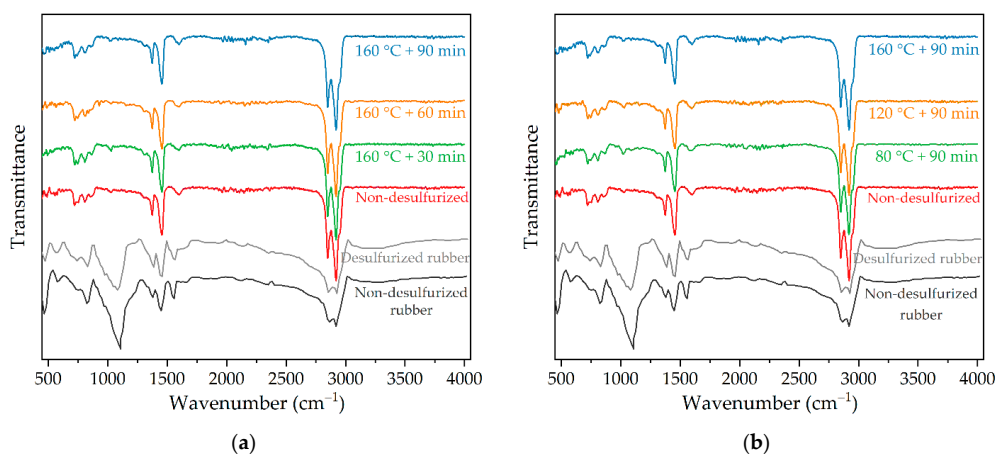 Transmittance
160 °C + 90 min
160 °C + 60 min
160 °C + 30 min
Non-desulfurized
Desulfurized rubber
Non-desulfurized
rubber
500 1000 1500 2000 2500 3000 3500 4000
Wavenumber (cm⁻¹)
(a)
Transmittance
160 °C + 90 min
120 °C + 90 min
80 °C + 90 min
Non-desulfurized
Desulfurized rubber
Non-desulfurized
rubber
500 1000 1500 2000 2500 3000 3500 4000
Wavenumber (cm⁻¹)
(b)